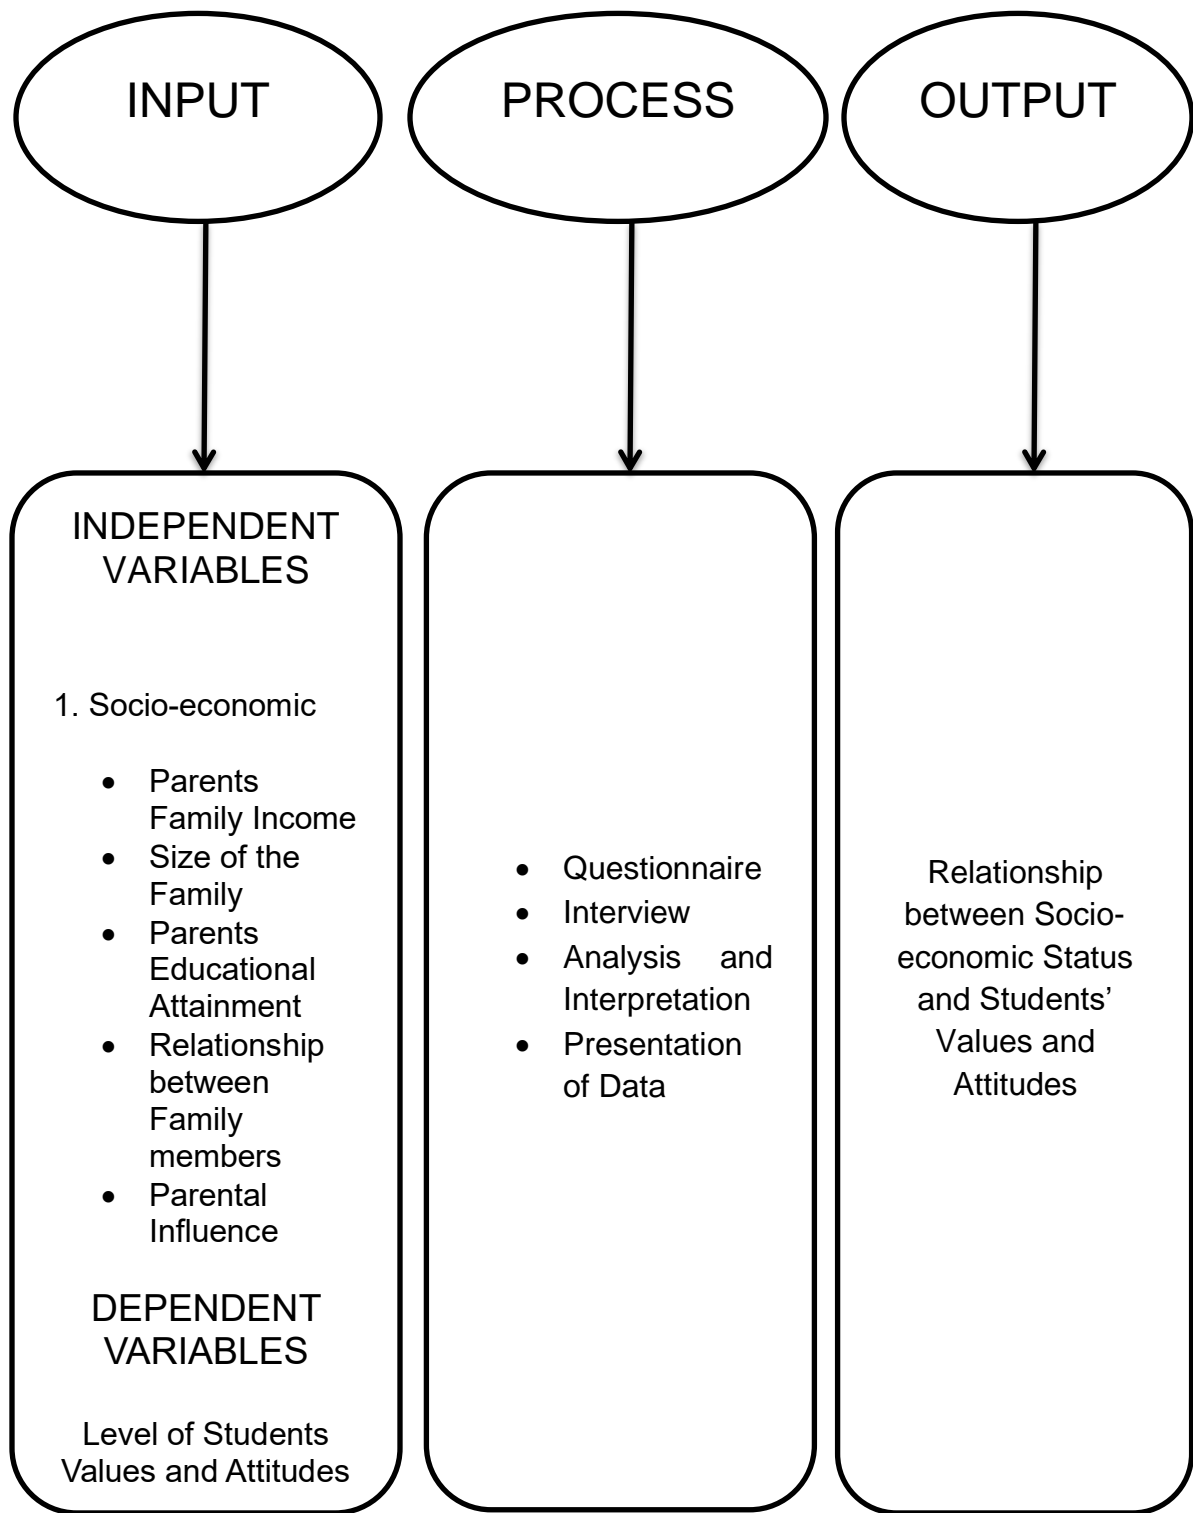 INPUT
PROCESS
OUTPUT
INDEPENDENT
VARIABLES
1. Socio-economic
• Parents
Family Income
• Size of the
Family
• Parents
Educational
Attainment
• Relationship
between
Family
members
• Parental
Influence
DEPENDENT
VARIABLES
Level of Students
Values and Attitudes
• Questionnaire
• Interview
• Analysis and
Interpretation
• Presentation
of Data
Relationship
between Socio-
economic Status
and Students’
Values and
Attitudes